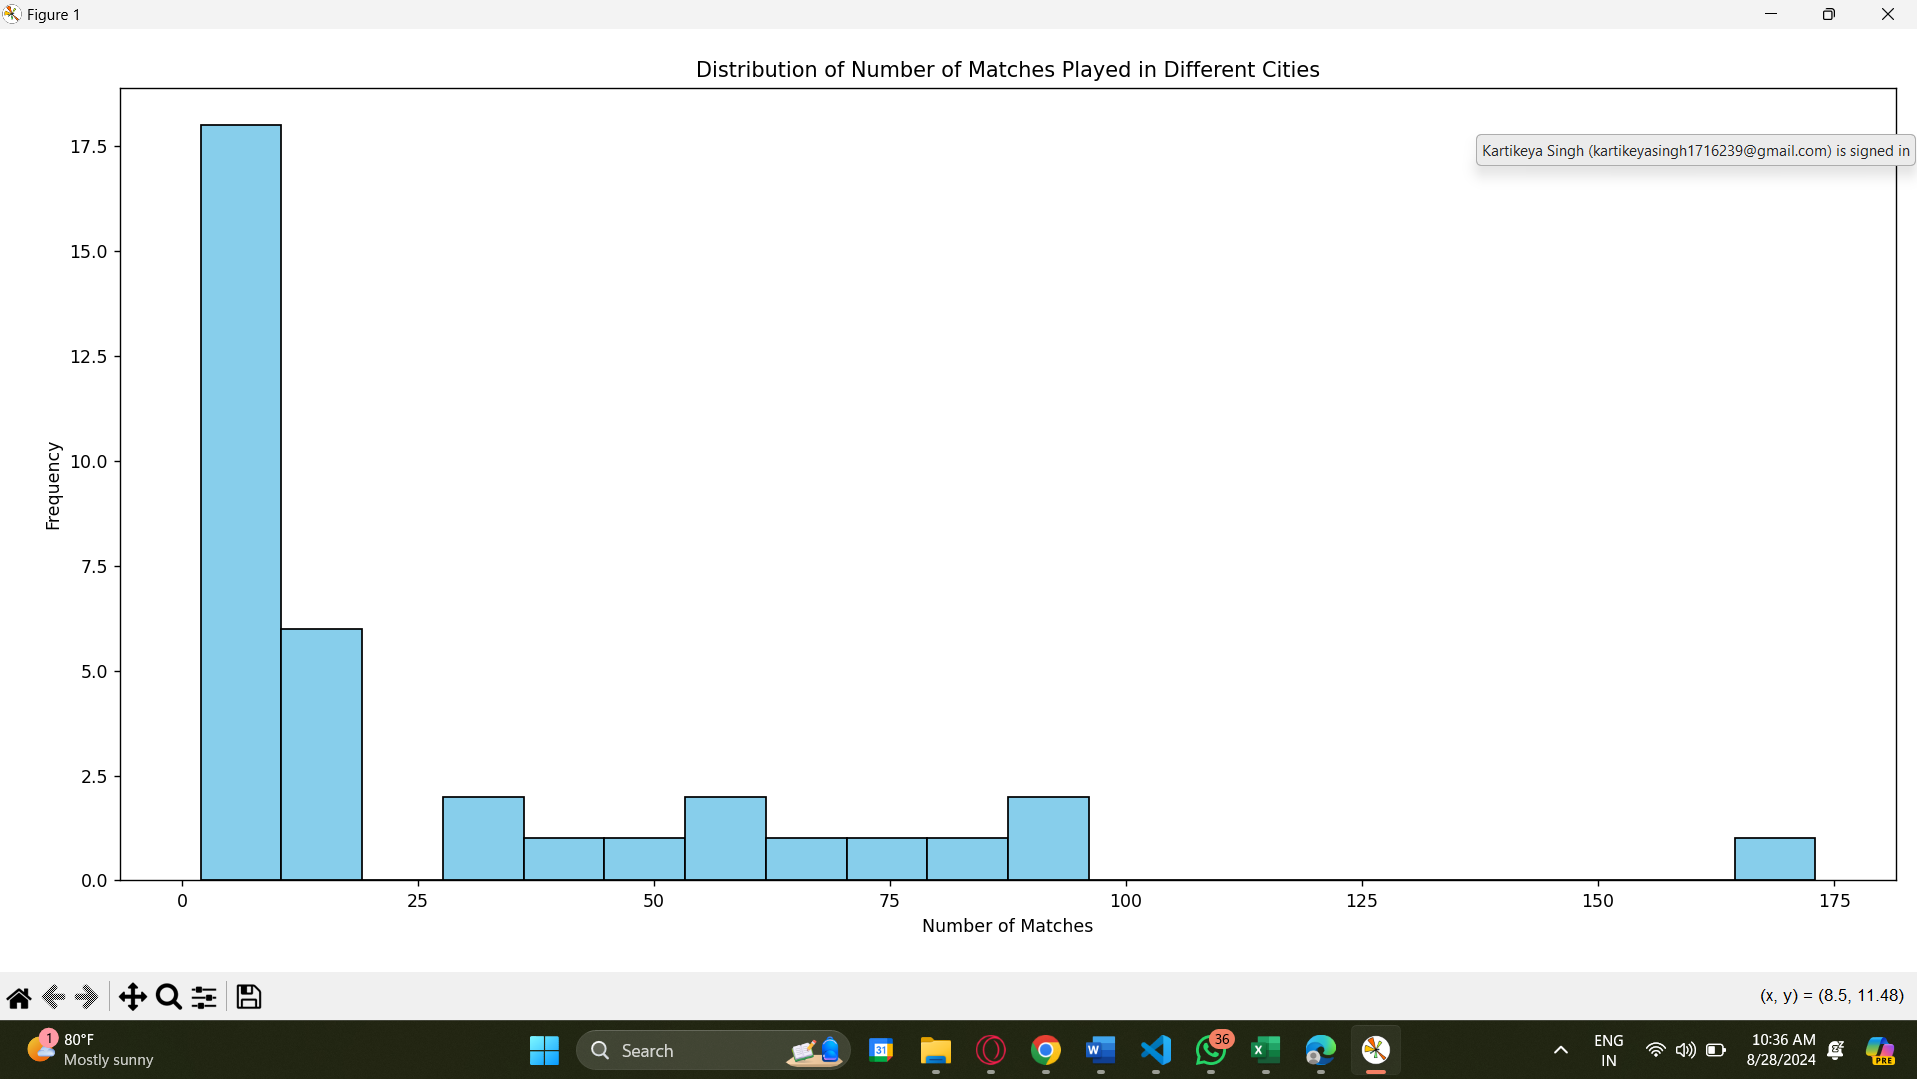 Figure 1
Distribution of Number of Matches Played in Different Cities
Kartikeya Singh (kartikeyasingh1716239@gmail.com) is signed in
17.5
15.0
12.5
10.0
7.5
5.0
2.5
0.0
Frequency
0 25 50 75 100 125 150 175
Number of Matches
(x, y) = (8.5, 11.48)
1
80°F
Mostly sunny
Search
31
W
36
X
ENG
IN
10:36 AM
8/28/2024
PRE